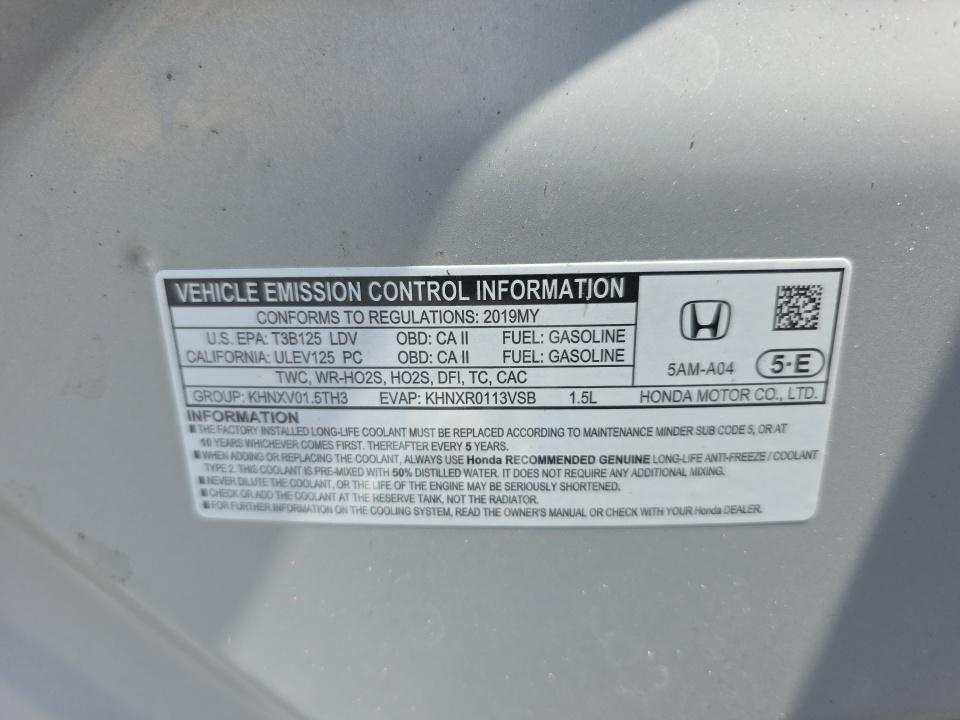 VEHICLE EMISSION CONTROL INFORMATION
CONFORMS TO REGULATIONS: 2019MY
U.S. EPA: T3B125 LDV OBD: CA II FUEL: GASOLINE
CALIFORNIA: ULEV125 PC OBD: CA II FUEL: GASOLINE
TWC, WR-HO2S, HO2S, DFI, TC, CAC
GROUP: KHNXV01.5TH3 EVAP: KHNXR0113VSB 1.5L
5AM-A04 5·E
HONDA MOTOR CO., LTD.
INFORMATION
■ THE FACTORY INSTALLED LONG-LIFE COOLANT MUST BE REPLACED ACCORDING TO MAINTENANCE MINDER SUB CODE 5, OR AT
10 YEARS WHICHEVER COMES FIRST. THEREAFTER EVERY 5 YEARS.
■ WHEN ADDING OR REPLACING THE COOLANT, ALWAYS USE Honda RECOMMENDED GENUINE LONG-LIFE ANTI-FREEZE / COOLANT
TYPE 2. THIS COOLANT IS PRE-MIXED WITH 50% DISTILLED WATER. IT DOES NOT REQUIRE ANY ADDITIONAL MIXING.
■ NEVER DILUTE THE COOLANT, OR THE LIFE OF THE ENGINE MAY BE SERIOUSLY SHORTENED.
■ CHECK OR ADD THE COOLANT AT THE RESERVE TANK, NOT THE RADIATOR.
■ FOR FURTHER INFORMATION ON THE COOLING SYSTEM, READ THE OWNER'S MANUAL OR CHECK WITH YOUR Honda DEALER.